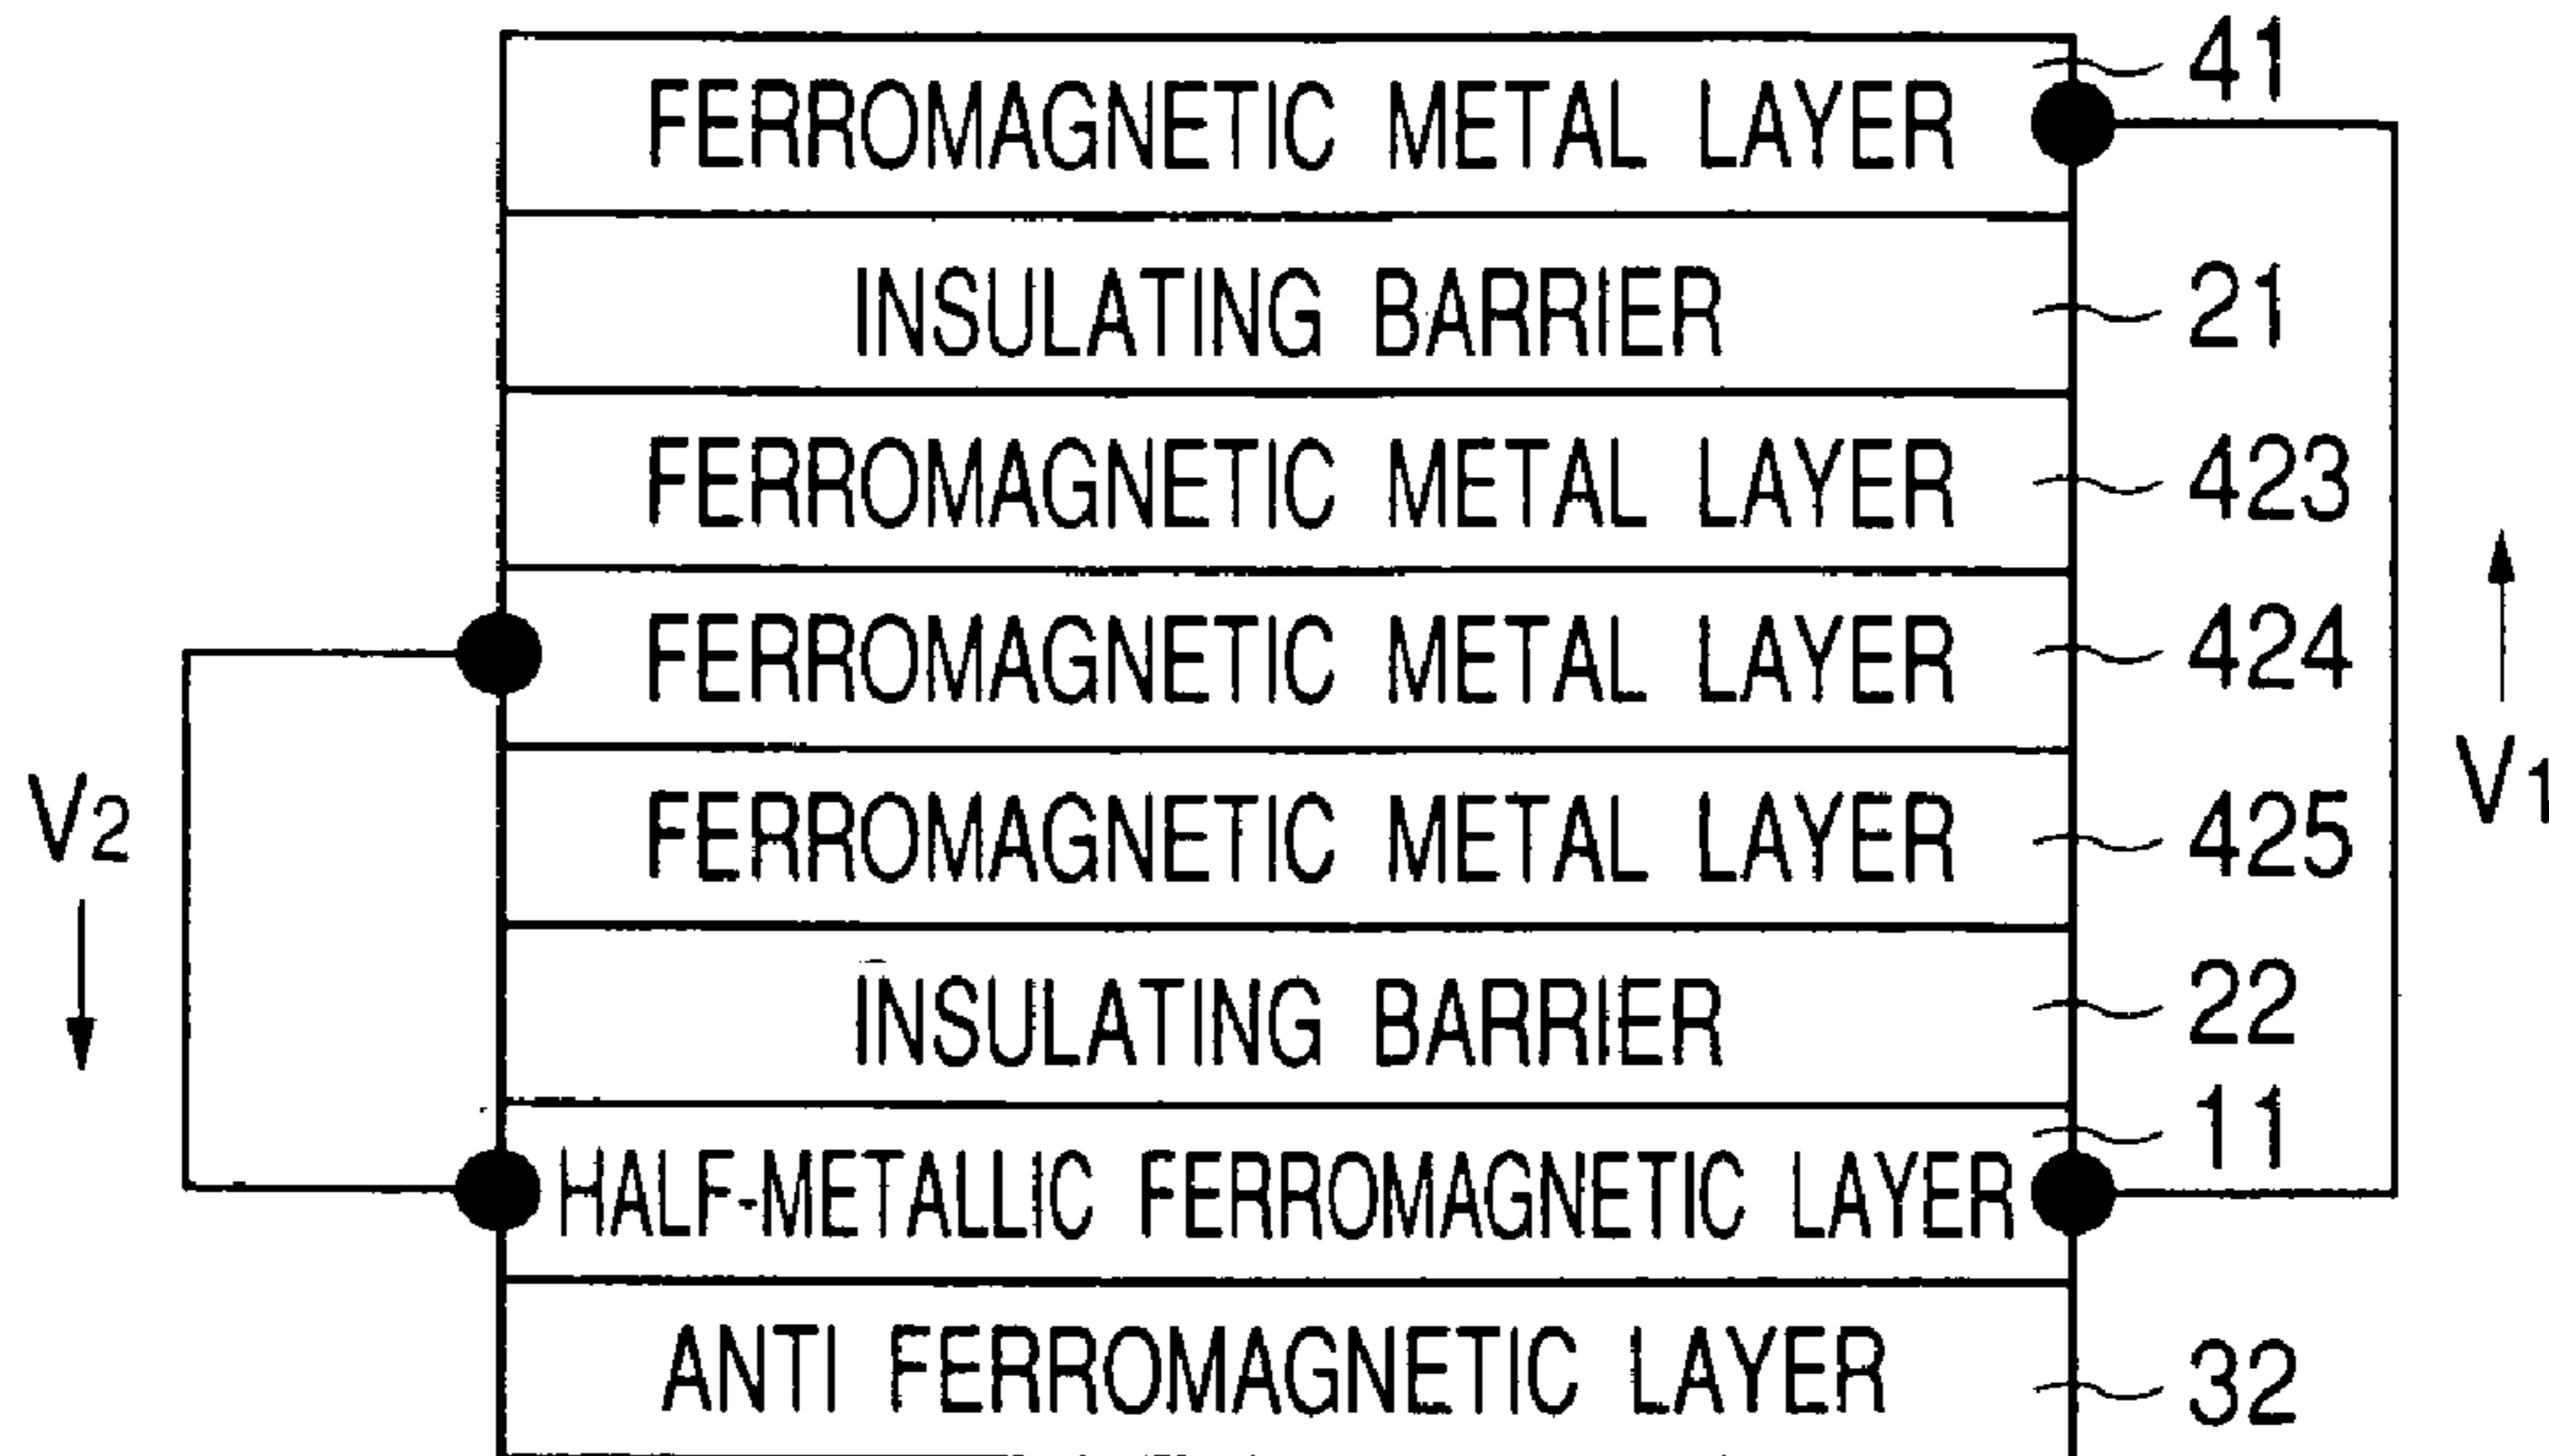 FERROMAGNETIC METAL LAYER 41
INSULATING BARRIER 21
FERROMAGNETIC METAL LAYER 423
FERROMAGNETIC METAL LAYER 424
FERROMAGNETIC METAL LAYER 425
V2
V1
INSULATING BARRIER 22
HALF-METALLIC FERROMAGNETIC LAYER 11
ANTI FERROMAGNETIC LAYER 32